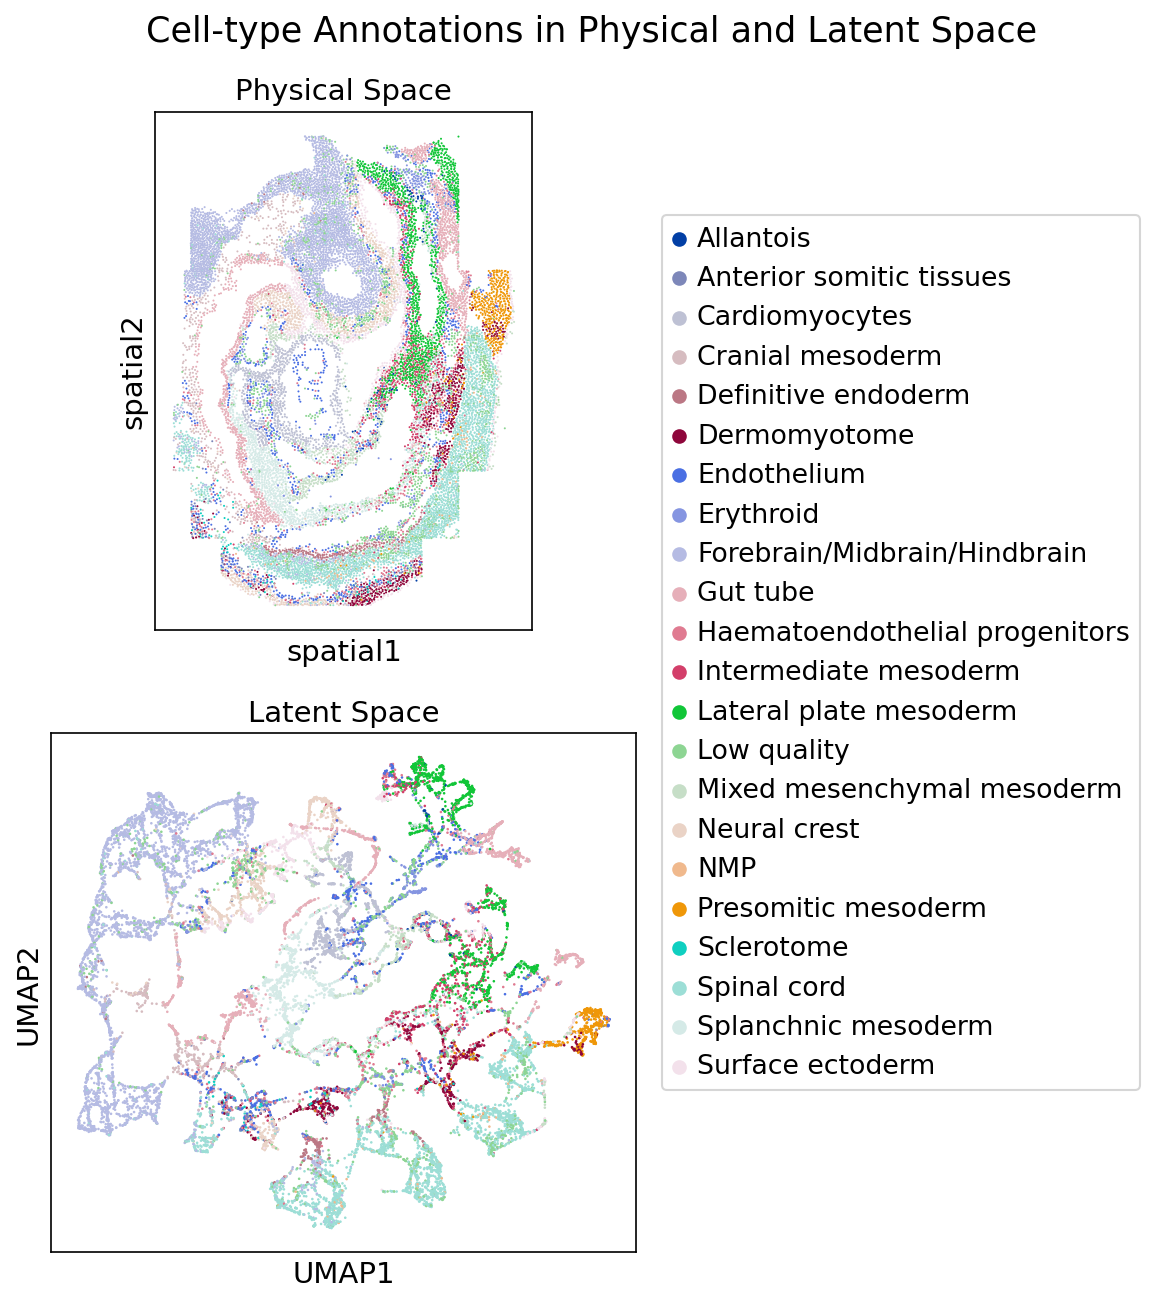 Cell-type Annotations in Physical and Latent Space
Physical Space
spatial2
spatial1
Latent Space
UMAP2
UMAP1
Allantois
Anterior somitic tissues
Cardiomyocytes
Cranial mesoderm
Definitive endoderm
Dermomyotome
Endothelium
Erythroid
Forebrain/Midbrain/Hindbrain
Gut tube
Haematoendothelial progenitors
Intermediate mesoderm
Lateral plate mesoderm
Low quality
Mixed mesenchymal mesoderm
Neural crest
NMP
Presomitic mesoderm
Sclerotome
Spinal cord
Splanchnic mesoderm
Surface ectoderm